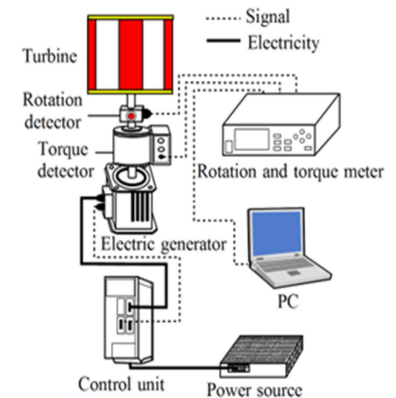 Signal
Electricity
Turbine
Rotation
detector
Torque
detector
Rotation and torque meter
Electric generator
PC
Control unit
Power source